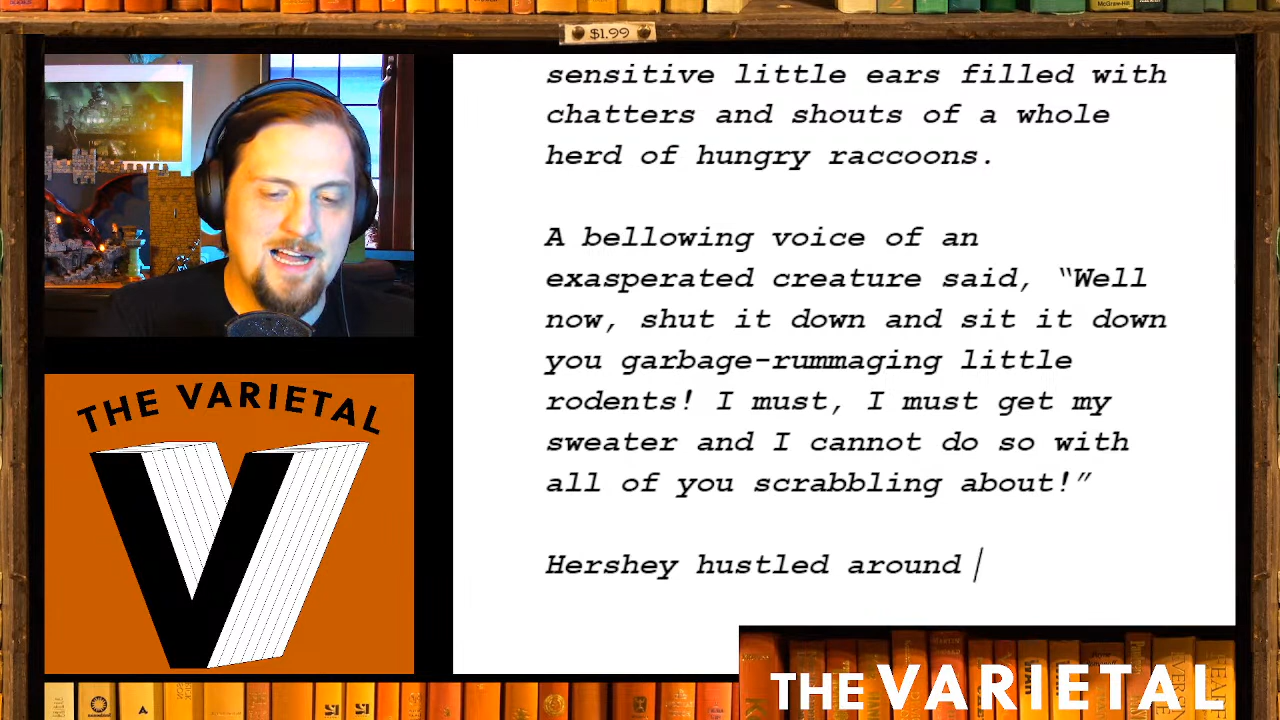 McGraw-Hill
$1.99
sensitive little ears filled with
chatters and shouts of a whole
herd of hungry raccoons.
A bellowing voice of an
exasperated creature said, “Well
now, shut it down and sit it down
you garbage-rummaging little
rodents! I must, I must get my
sweater and I cannot do so with
all of you scrabbling about!”
Hershey hustled around
THE VARIETAL
V
THE VARIETAL